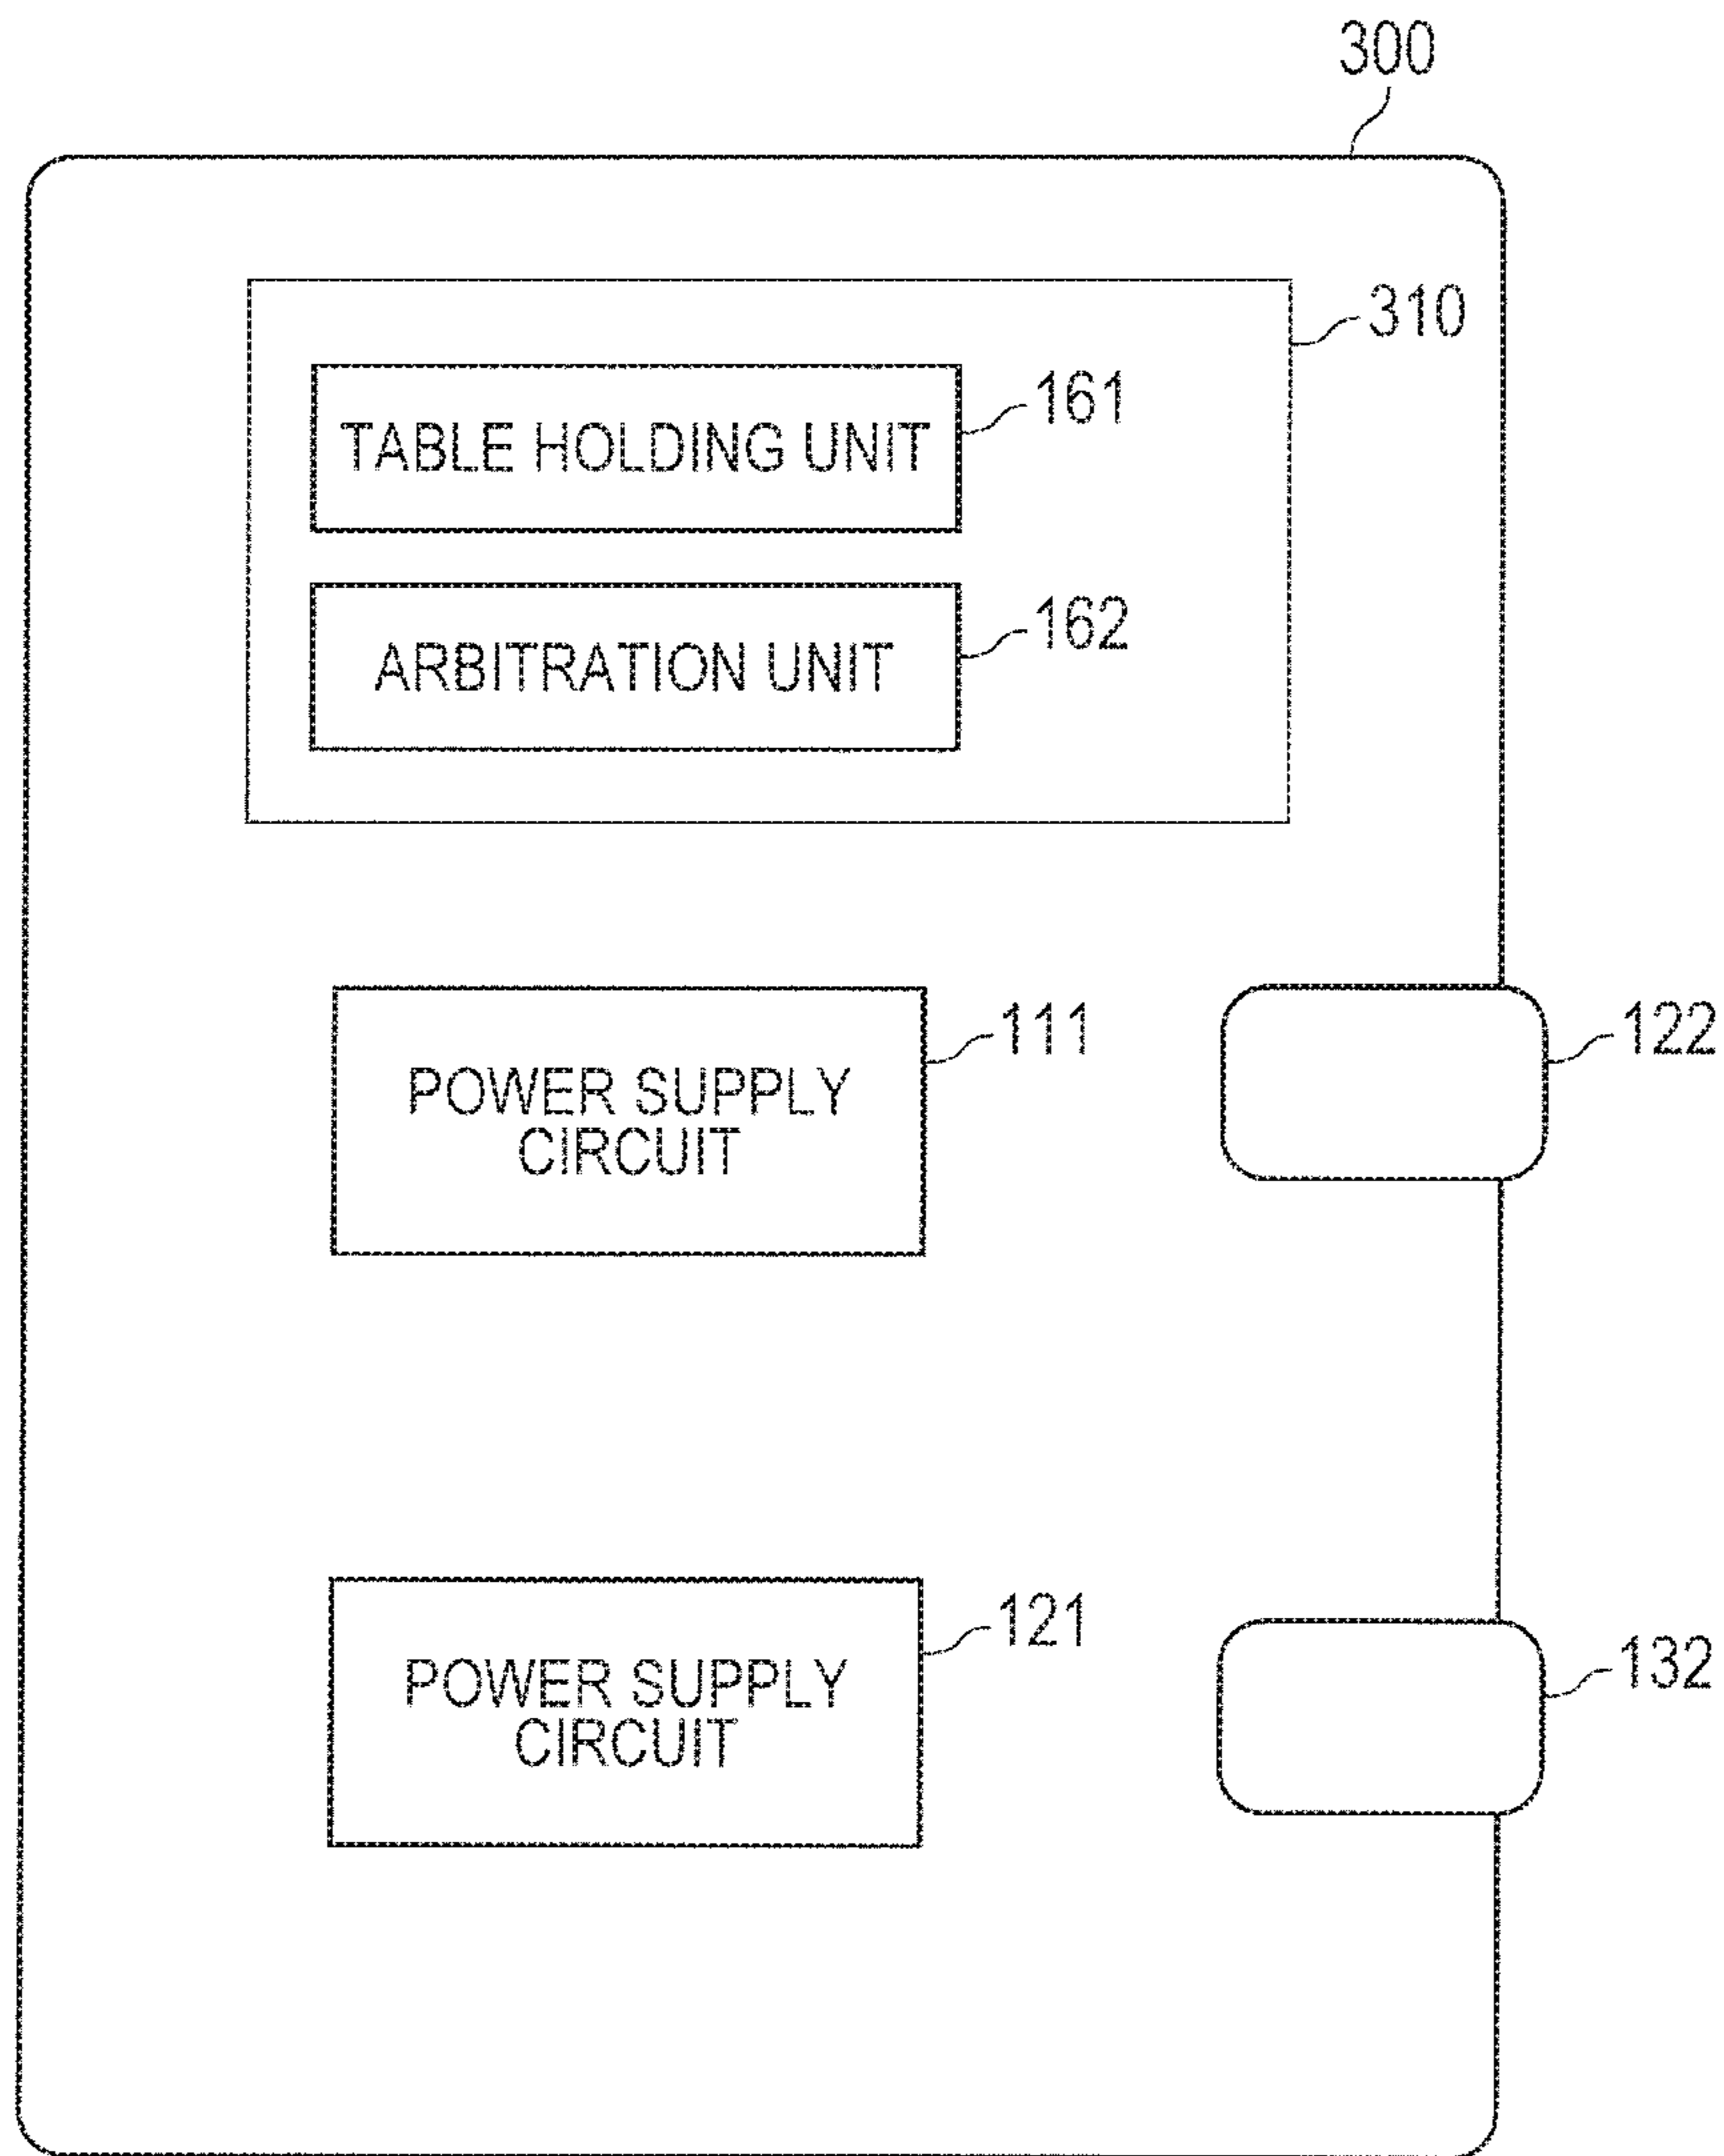 300
310
161
TABLE HOLDING UNIT
162
ARBITRATION UNIT
111
122
POWER SUPPLY
CIRCUIT
121
132
POWER SUPPLY
CIRCUIT